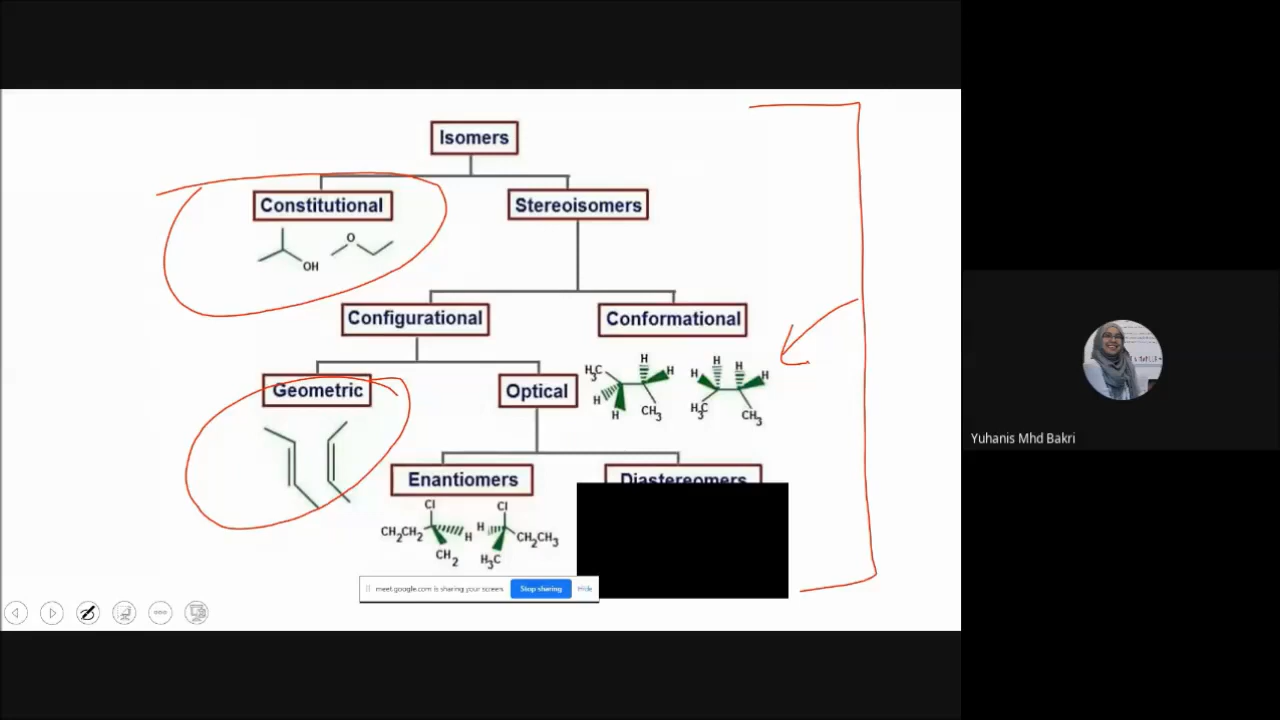 Isomers
Constitutional
Stereoisomers
O
OH
Configurational
Conformational
Geometric
Optical
H3C
H
H
H
H
CH3
H
H
H
H
H3C
CH3
Enantiomers
Diastereomers
Cl
CH2CH2
H
CH2
Cl
H
CH2CH3
H3C
meet.google.com is sharing your screen.
Stop sharing
Hide
Yuhanis Mhd Bakri